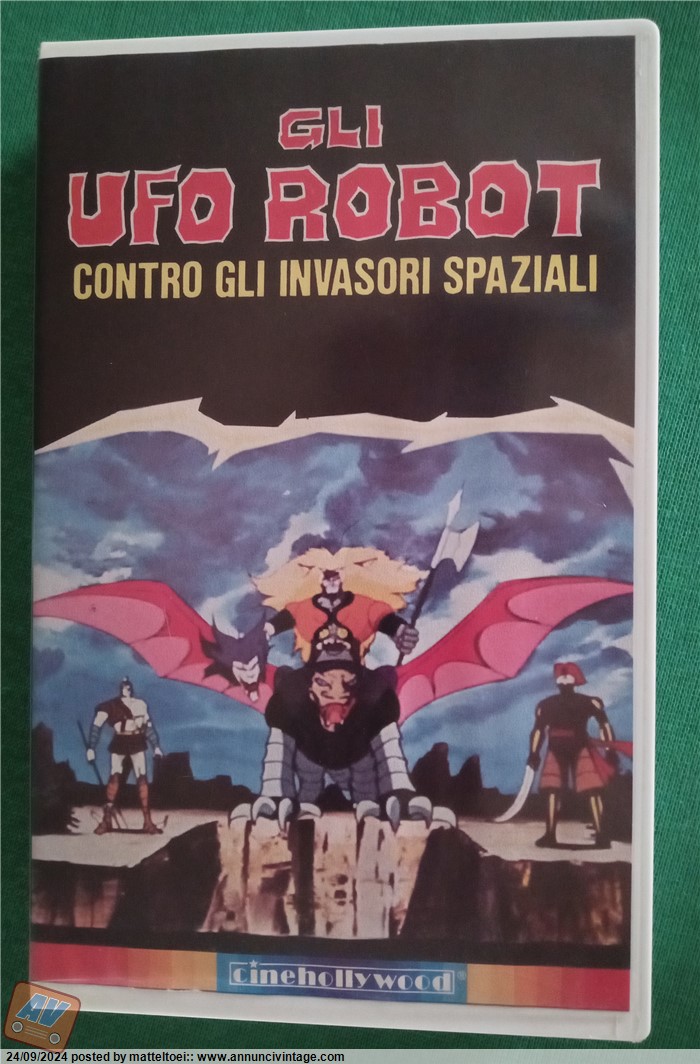 GLI
UFO ROBOT
CONTRO GLI INVASORI SPAZIALI
cinehollywood®
AV
24/09/2024 posted by matteltoei:: www.annuncivintage.com